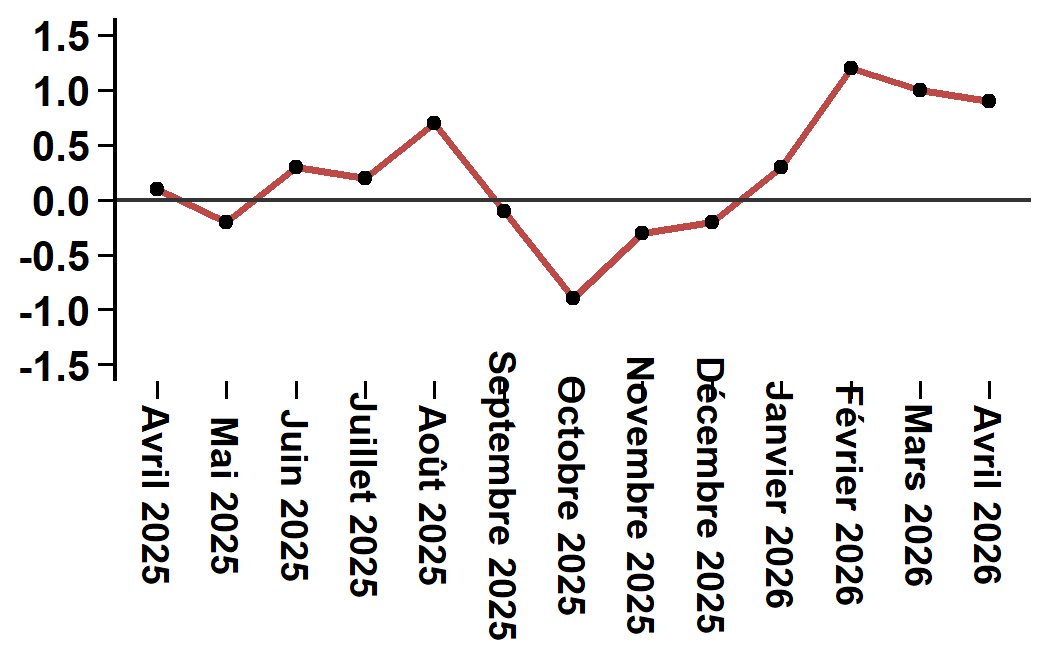 1.5
1.0
0.5
0.0
-0.5
-1.0
-1.5
Avril 2025
Mai 2025
Juin 2025
Juillet 2025
Août 2025
Septembre 2025
Octobre 2025
Novembre 2025
Décembre 2025
Janvier 2026
Février 2026
Mars 2026
Avril 2026